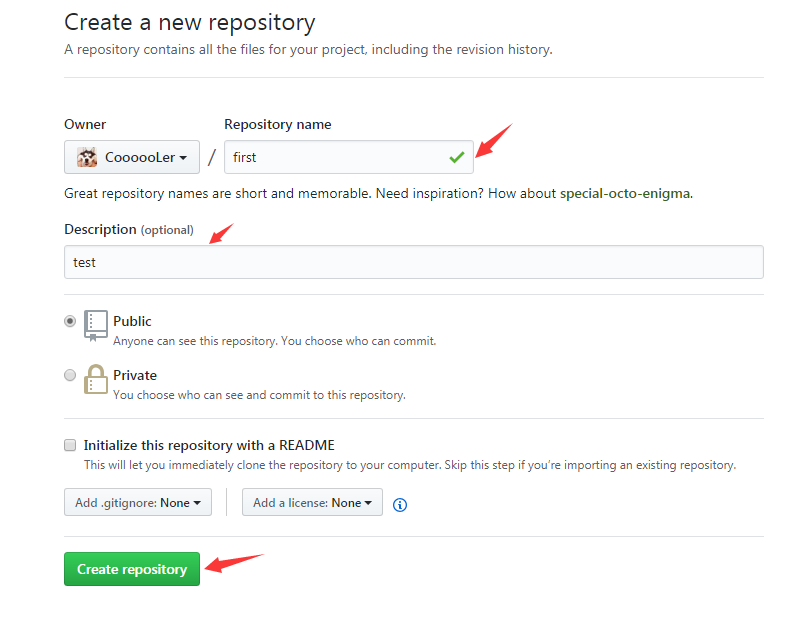 Create a new repository
A repository contains all the files for your project, including the revision history.
Owner
Repository name
CoooooLer
/
first
Great repository names are short and memorable. Need inspiration? How about special-octo-enigma.
Description (optional)
test
Public
Anyone can see this repository. You choose who can commit.
Private
You choose who can see and commit to this repository.
Initialize this repository with a README
This will let you immediately clone the repository to your computer. Skip this step if you’re importing an existing repository.
Add .gitignore: None
Add a license: None
Create repository